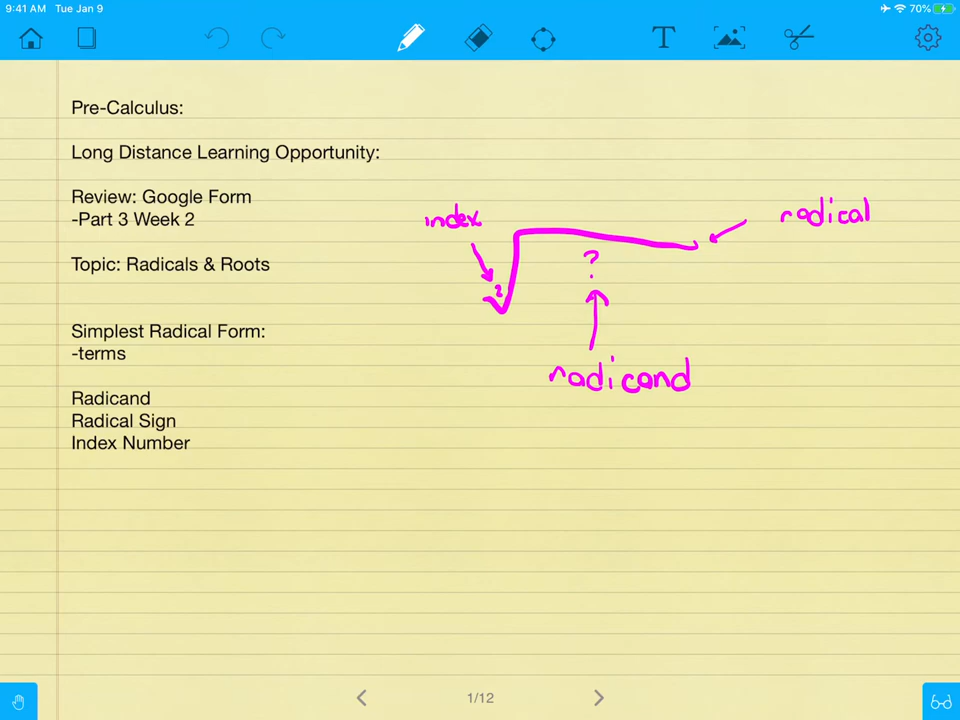 9:41 AM Tue Jan 9
70%
T
Pre-Calculus:
Long Distance Learning Opportunity:
Review: Google Form
-Part 3 Week 2
index
radical
?
?
Topic: Radicals & Roots
Simplest Radical Form:
-terms
radicand
Radicand
Radical Sign
Index Number
1/12